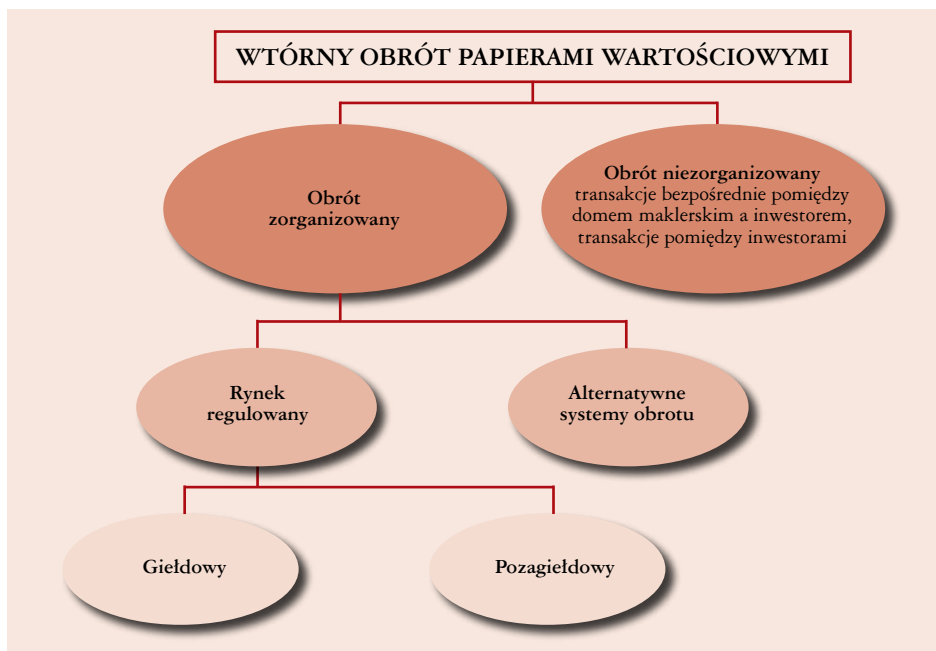 WTÓRNY OBRÓT PAPIERAMI WARTOŚCIOWYMI
Obrót
zorganizowany
Obrót niezorganizowany
transakcje bezpośrednie pomiędzy
domem maklerskim a inwestorem,
transakcje pomiędzy inwestorami
Rynek
regulowany
Alternatywne
systemy obrotu
Giełdowy
Pozagiełdowy